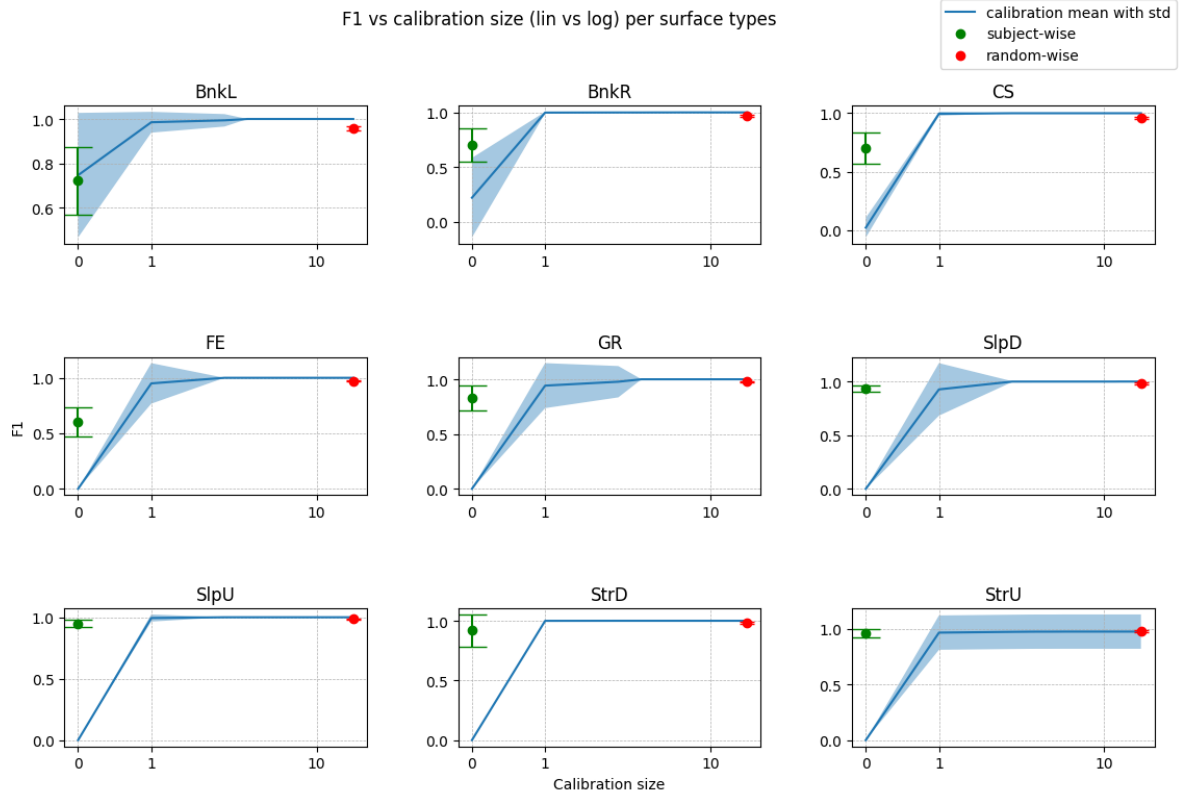 F1 vs calibration size (lin vs log) per surface types
calibration mean with std
subject-wise
random-wise
BnkL
1.0
0.8
0.6
0 1 10
BnkR
1.0
0.5
0.0
0 1 10
CS
1.0
0.5
0.0
0 1 10
FE
1.0
0.5
0.0
0 1 10
F1
GR
1.0
0.5
0.0
0 1 10
SlpD
1.0
0.5
0.0
0 1 10
SlpU
1.0
0.5
0.0
0 1 10
StrD
1.0
0.5
0.0
0 1 10
Calibration size
StrU
1.0
0.5
0.0
0 1 10